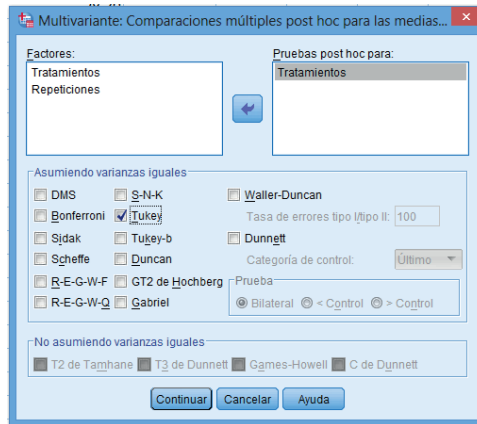 Multivariante: Comparaciones múltiples post hoc para las medias...
Factores:
Tratamientos
Repeticiones
Pruebas post hoc para:
Tratamientos
Asumiendo varianzas iguales
DMS S-N-K Waller-Duncan
Bonferroni Tukey Tasa de errores tipo I/tipo II: 100
Sidak Tukey-b Dunnett
Scheffe Duncan Categoría de control: Último
R-E-G-W-F GT2 de Hochberg Prueba
R-E-G-W-Q Gabriel Bilateral < Control > Control
No asumiendo varianzas iguales
T2 de Tamhane T3 de Dunnett Games-Howell C de Dunnett
Continuar Cancelar Ayuda